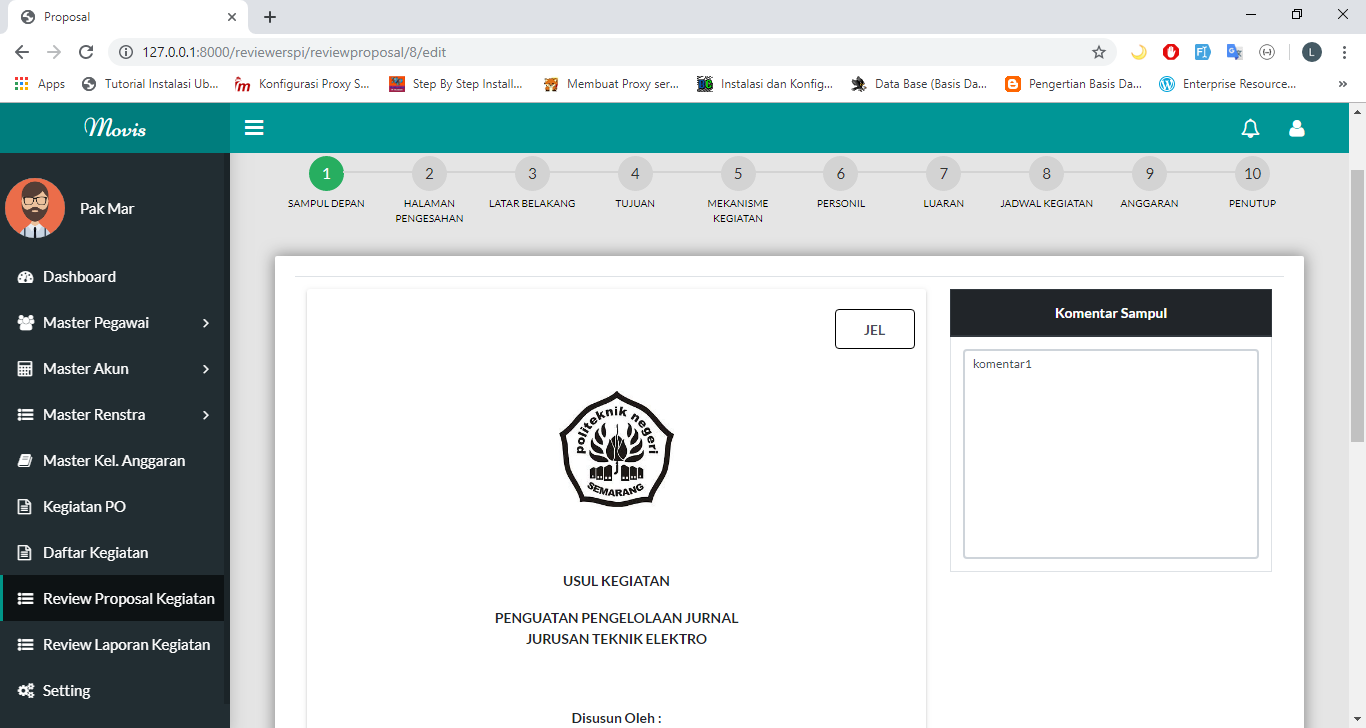 Proposal
127.0.0.1:8000/reviewerspi/reviewproposal/8/edit
L
Apps
Tutorial Instalasi Ub...
Konfigurasi Proxy S...
Step By Step Install...
Membuat Proxy ser...
Instalasi dan Konfig...
Data Base (Basis Da...
Pengertian Basis Da...
Enterprise Resource...
»
Movis
Pak Mar
Dashboard
Master Pegawai
Master Akun
Master Renstra
Master Kel. Anggaran
Kegiatan PO
Daftar Kegiatan
Review Proposal Kegiatan
Review Laporan Kegiatan
Setting
1 2 3 4 5 6 7 8 9 10
SAMPUL DEPAN
HALAMAN
PENGESAHAN
LATAR BELAKANG
TUJUAN
MEKANISME
KEGIATAN
PERSONIL
LUARAN
JADWAL KEGIATAN
ANGGARAN
PENUTUP
JEL
politeknik negeri
SEMARANG
USUL KEGIATAN
PENGUATAN PENGELOLAAN JURNAL
JURUSAN TEKNIK ELEKTRO
Disusun Oleh :
Komentar Sampul
komentar1